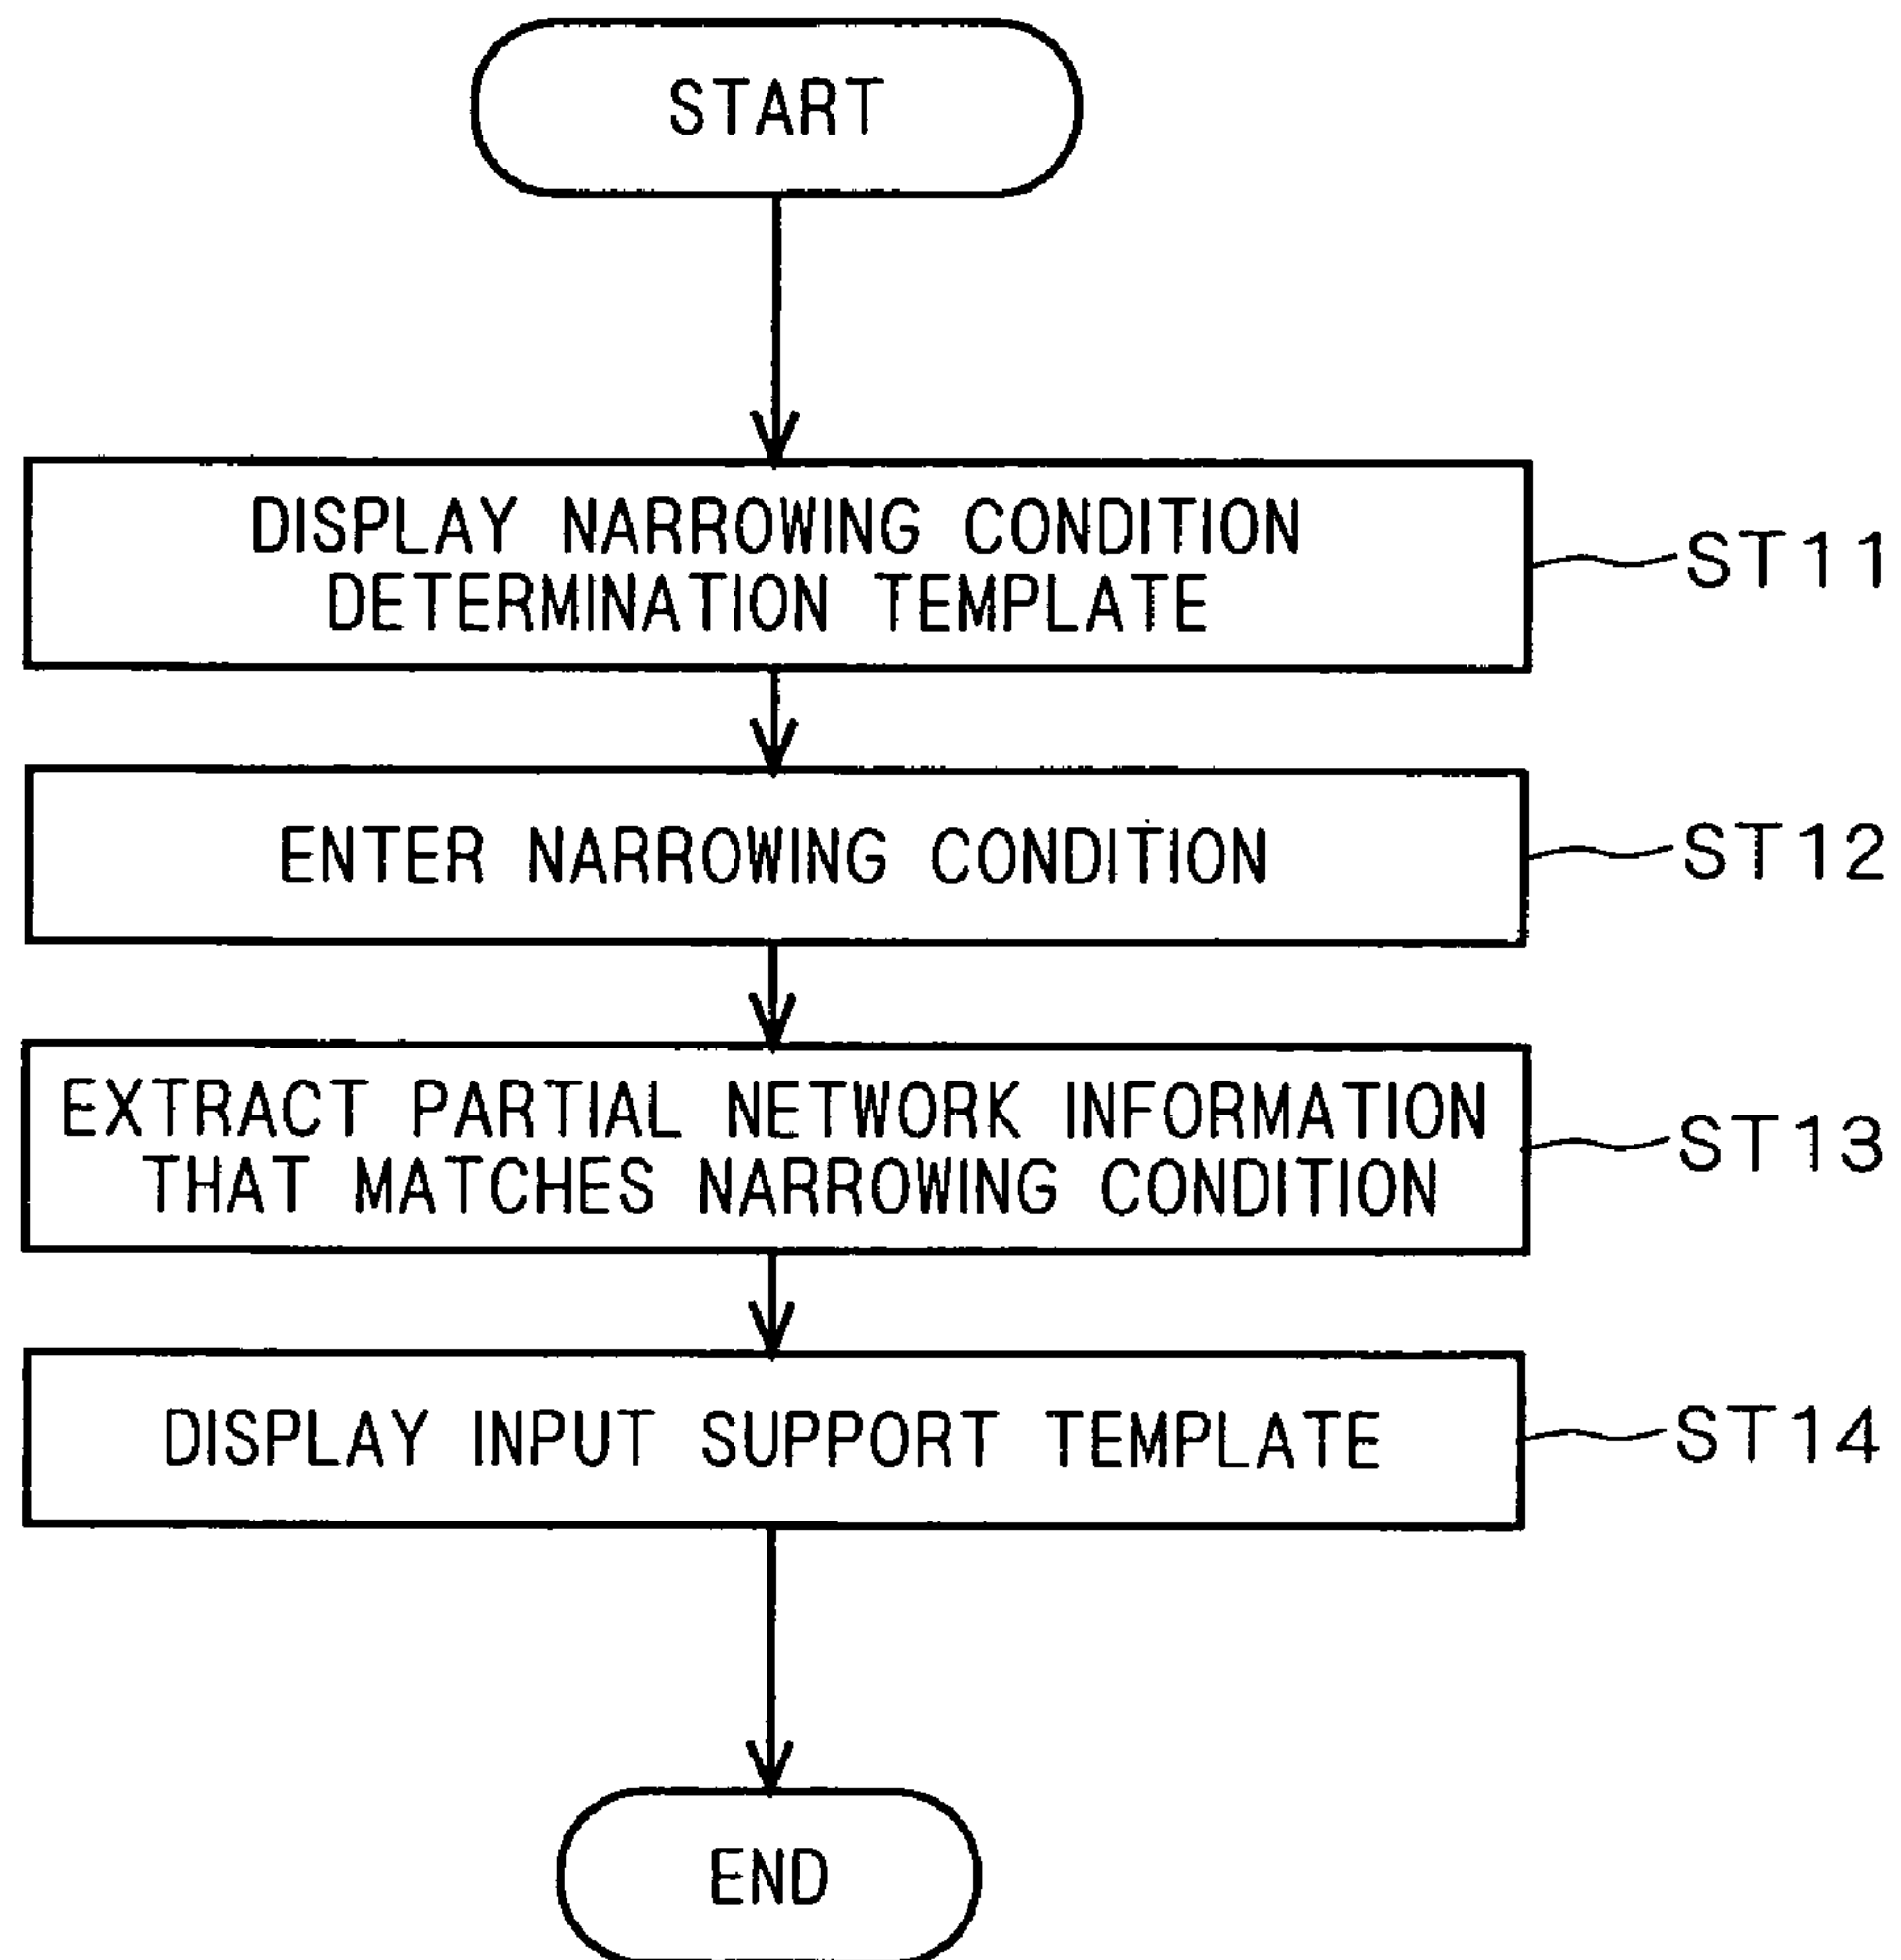 START
DISPLAY NARROWING CONDITION
DETERMINATION TEMPLATE
ST11
ENTER NARROWING CONDITION
ST12
EXTRACT PARTIAL NETWORK INFORMATION
THAT MATCHES NARROWING CONDITION
ST13
DISPLAY INPUT SUPPORT TEMPLATE
ST14
END